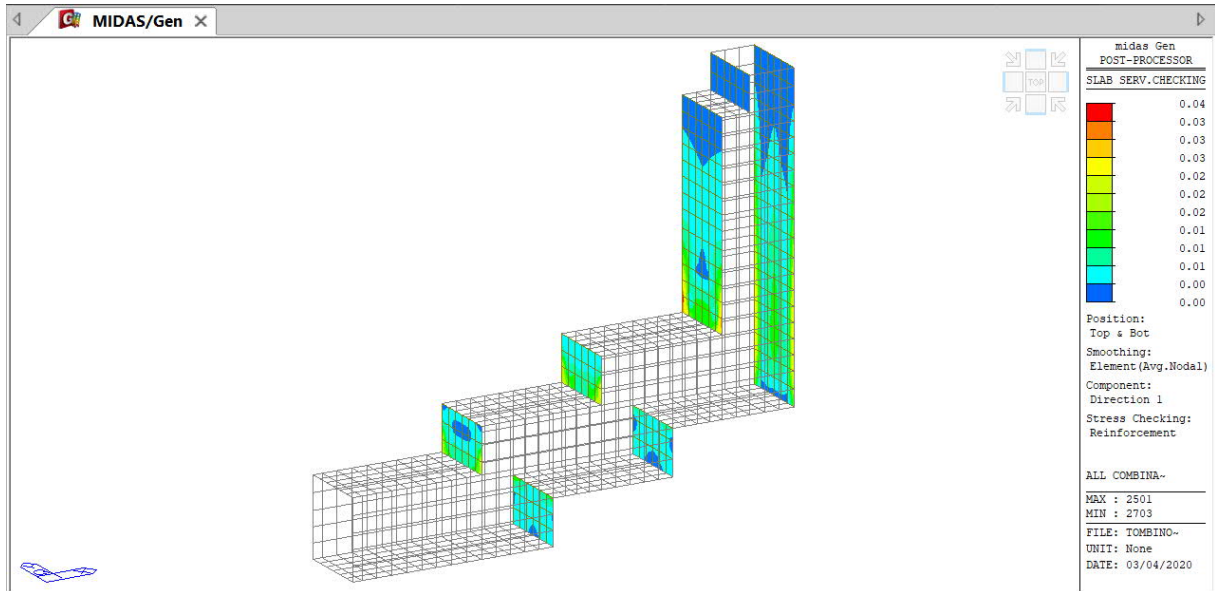 MIDAS/Gen
TOP
midas Gen
POST-PROCESSOR
SLAB SERV.CHECKING
0.04
0.03
0.03
0.03
0.02
0.02
0.02
0.01
0.01
0.00
0.00
Position:
Top & Bot
Smoothing:
Element(Avg.Nodal)
Component:
Direction 1
Stress Checking:
Reinforcement
ALL COMBINA~
MAX : 2501
MIN : 2703
FILE: TOMBINO~
UNIT: None
DATE: 03/04/2020